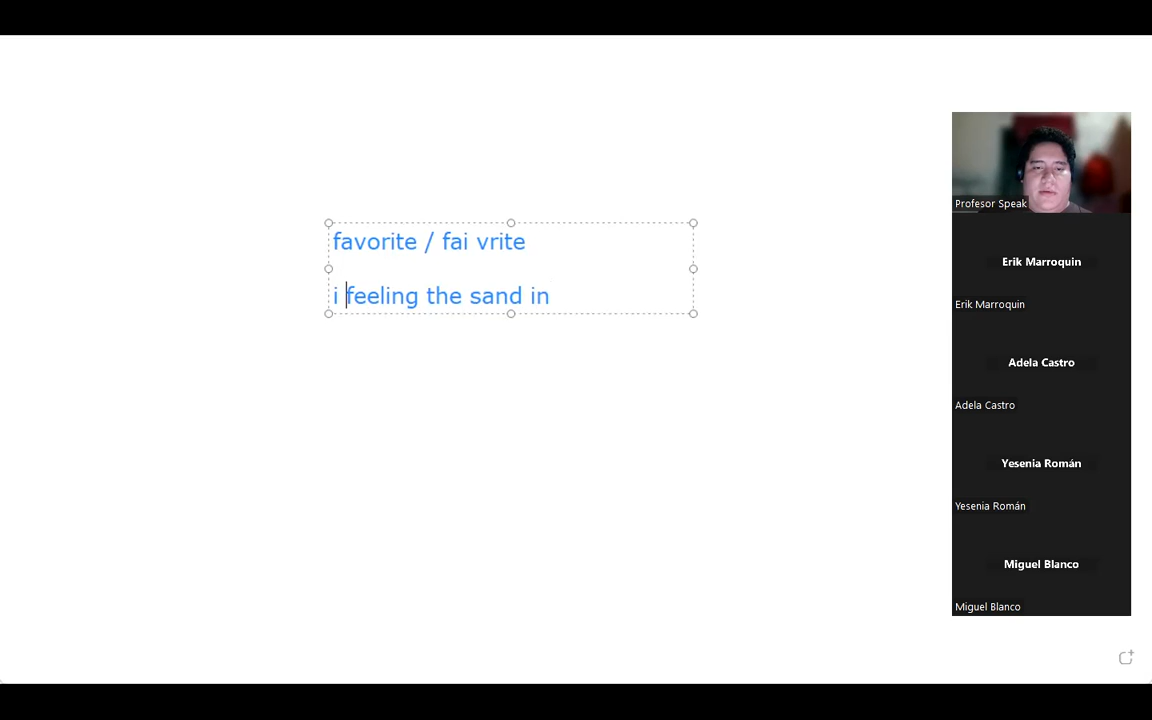 favorite / fai vrite
i feeling the sand in
Profesor Speak
Erik Marroquin
Erik Marroquin
Adela Castro
Adela Castro
Yesenia Román
Yesenia Román
Miguel Blanco
Miguel Blanco